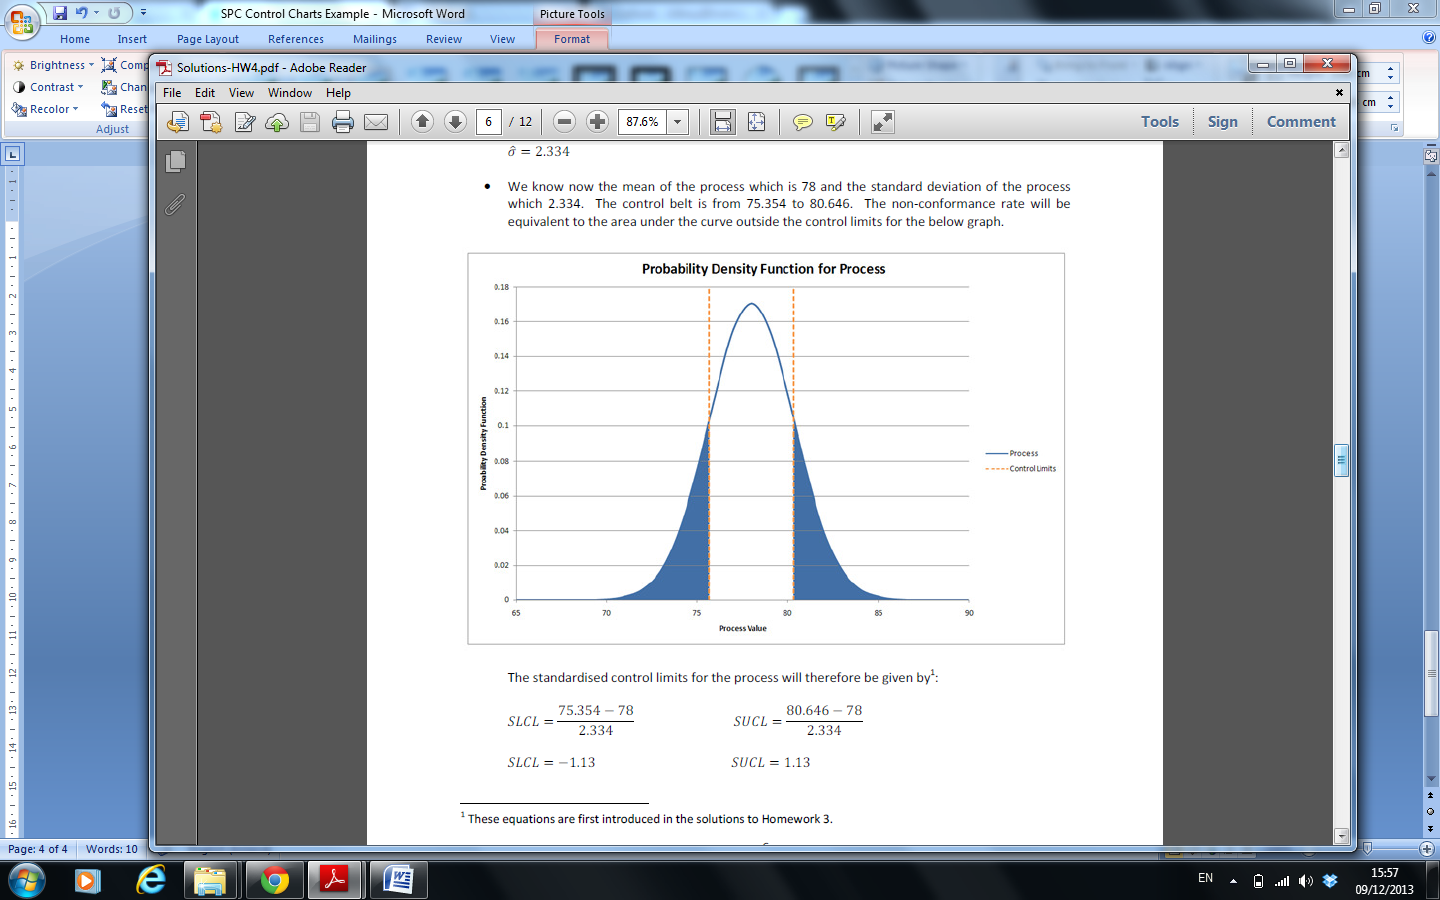 SPC Control Charts Example - Microsoft Word
Picture Tools
Home Insert Page Layout References Mailings Review View Format
Brightness Comp
Contrast Chan
Recolor Reset
Adjust
cm
cm
Solutions-HW4.pdf - Adobe Reader
File Edit View Window Help
6 / 12 87.6% Tools Sign Comment
σ̂ = 2.334
• We know now the mean of the process which is 78 and the standard deviation of the process
which 2.334. The control belt is from 75.354 to 80.646. The non-conformance rate will be
equivalent to the area under the curve outside the control limits for the below graph.
Probability Density Function for Process
0.18
0.16
0.14
0.12
0.1
0.08
0.06
0.04
0.02
0
Proability Density Function
65 70 75 80 85 90
Process Value
Process
Control Limits
The standardised control limits for the process will therefore be given by1:
SLCL = (75.354 − 78) / 2.334 SUCL = (80.646 − 78) / 2.334
SLCL = −1.13 SUCL = 1.13
1 These equations are first introduced in the solutions to Homework 3.
Page: 4 of 4 Words: 10
EN
15:57
09/12/2013